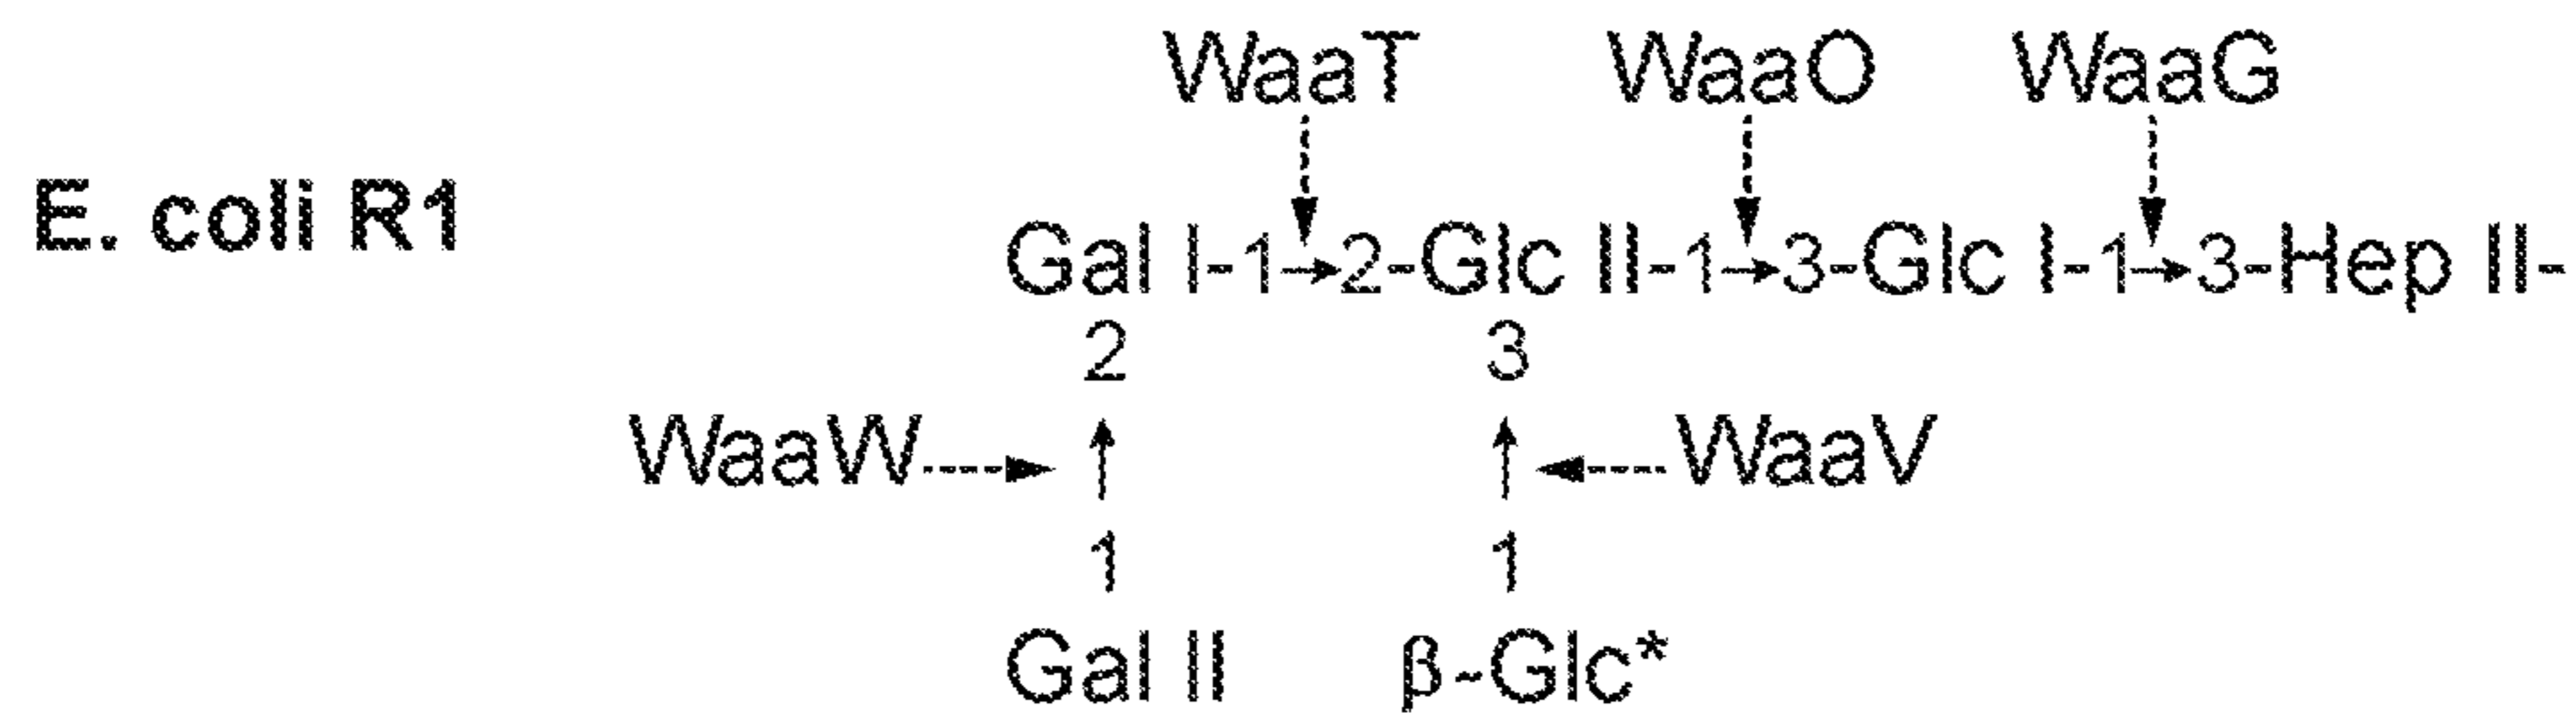 WaaT WaaO WaaG
E. coli R1
Gal I-1→2-Glc II-1→3-Glc I-1→3-Hep II-
2 3
WaaW WaaV
1 1
Gal II β-Glc*